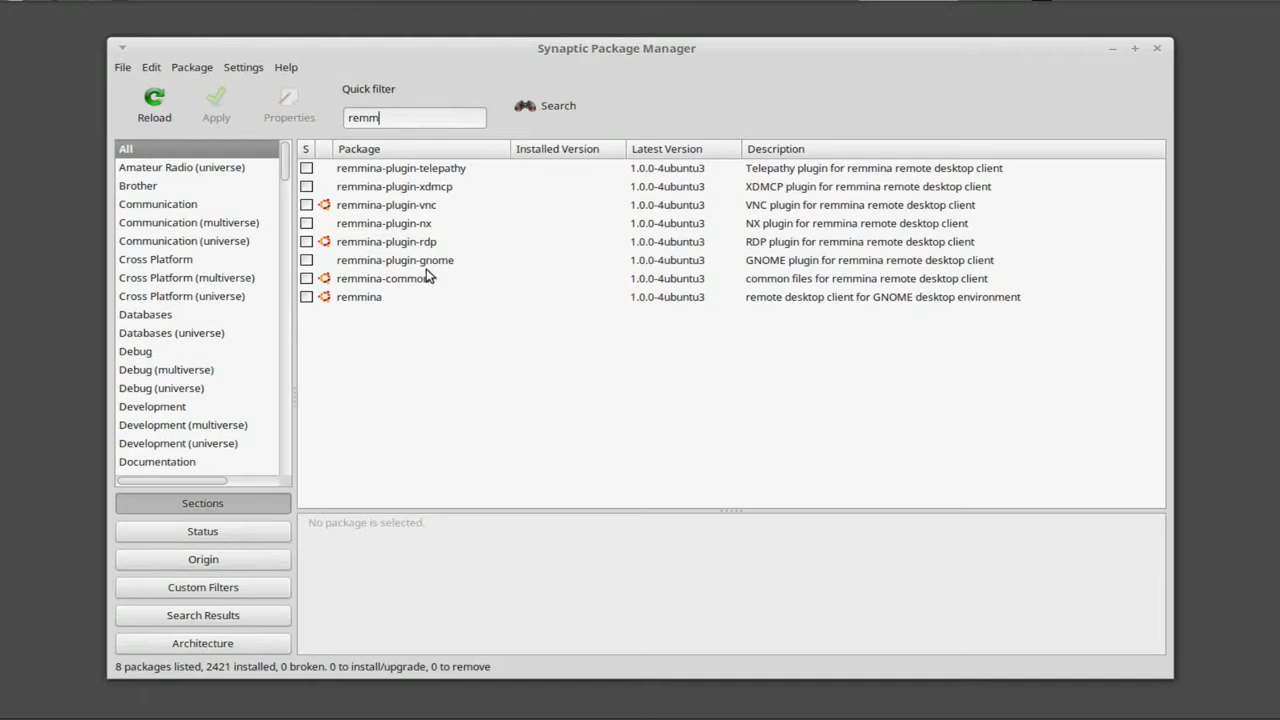 Synaptic Package Manager
File Edit Package Settings Help
Quick filter
Reload Apply Properties remm Search
All
Amateur Radio (universe)
Brother
Communication
Communication (multiverse)
Communication (universe)
Cross Platform
Cross Platform (multiverse)
Cross Platform (universe)
Databases
Databases (universe)
Debug
Debug (multiverse)
Debug (universe)
Development
Development (multiverse)
Development (universe)
Documentation
Sections
Status
Origin
Custom Filters
Search Results
Architecture
S Package Installed Version Latest Version Description
remmina-plugin-telepathy 1.0.0-4ubuntu3 Telepathy plugin for remmina remote desktop client
remmina-plugin-xdmcp 1.0.0-4ubuntu3 XDMCP plugin for remmina remote desktop client
remmina-plugin-vnc 1.0.0-4ubuntu3 VNC plugin for remmina remote desktop client
remmina-plugin-nx 1.0.0-4ubuntu3 NX plugin for remmina remote desktop client
remmina-plugin-rdp 1.0.0-4ubuntu3 RDP plugin for remmina remote desktop client
remmina-plugin-gnome 1.0.0-4ubuntu3 GNOME plugin for remmina remote desktop client
remmina-common 1.0.0-4ubuntu3 common files for remmina remote desktop client
remmina 1.0.0-4ubuntu3 remote desktop client for GNOME desktop environment
No package is selected.
8 packages listed, 2421 installed, 0 broken. 0 to install/upgrade, 0 to remove